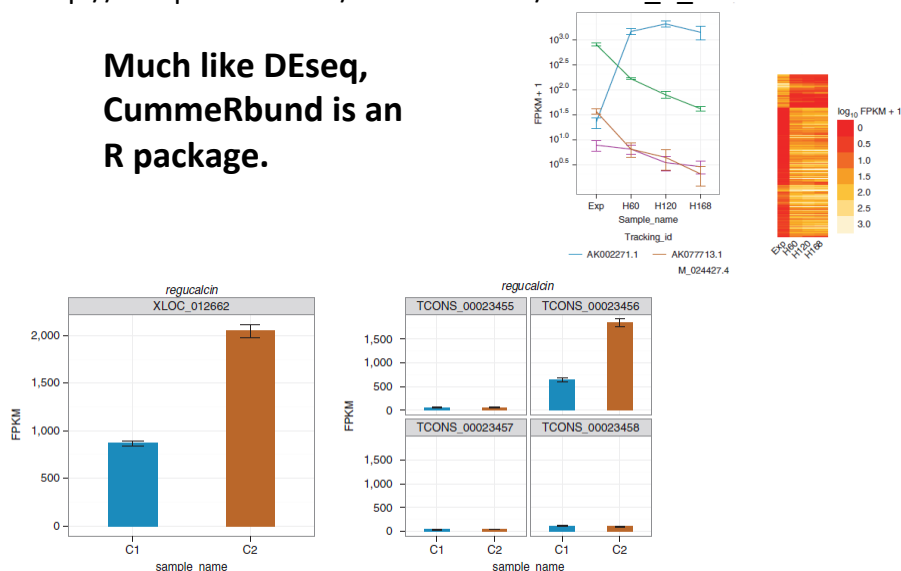 Much like DEseq,
CummeRbund is an
R package.
10^3.0
10^2.5
10^2.0
10^1.5
10^1.0
10^0.5
FPKM + 1
Exp H60 H120 H168
Sample_name
Tracking_id
AK002271.1 AK077713.1
M_024427.4
log10 FPKM + 1
0
0.5
1.0
1.5
2.0
2.5
3.0
Exp H60 H120 H168
regucalcin
XLOC_012662
2,000
1,500
1,000
500
0
FPKM
C1 C2
sample_name
regucalcin
TCONS_00023455 TCONS_00023456
1,500
1,000
500
0
TCONS_00023457 TCONS_00023458
1,500
1,000
500
0
FPKM
C1 C2 C1 C2
sample_name